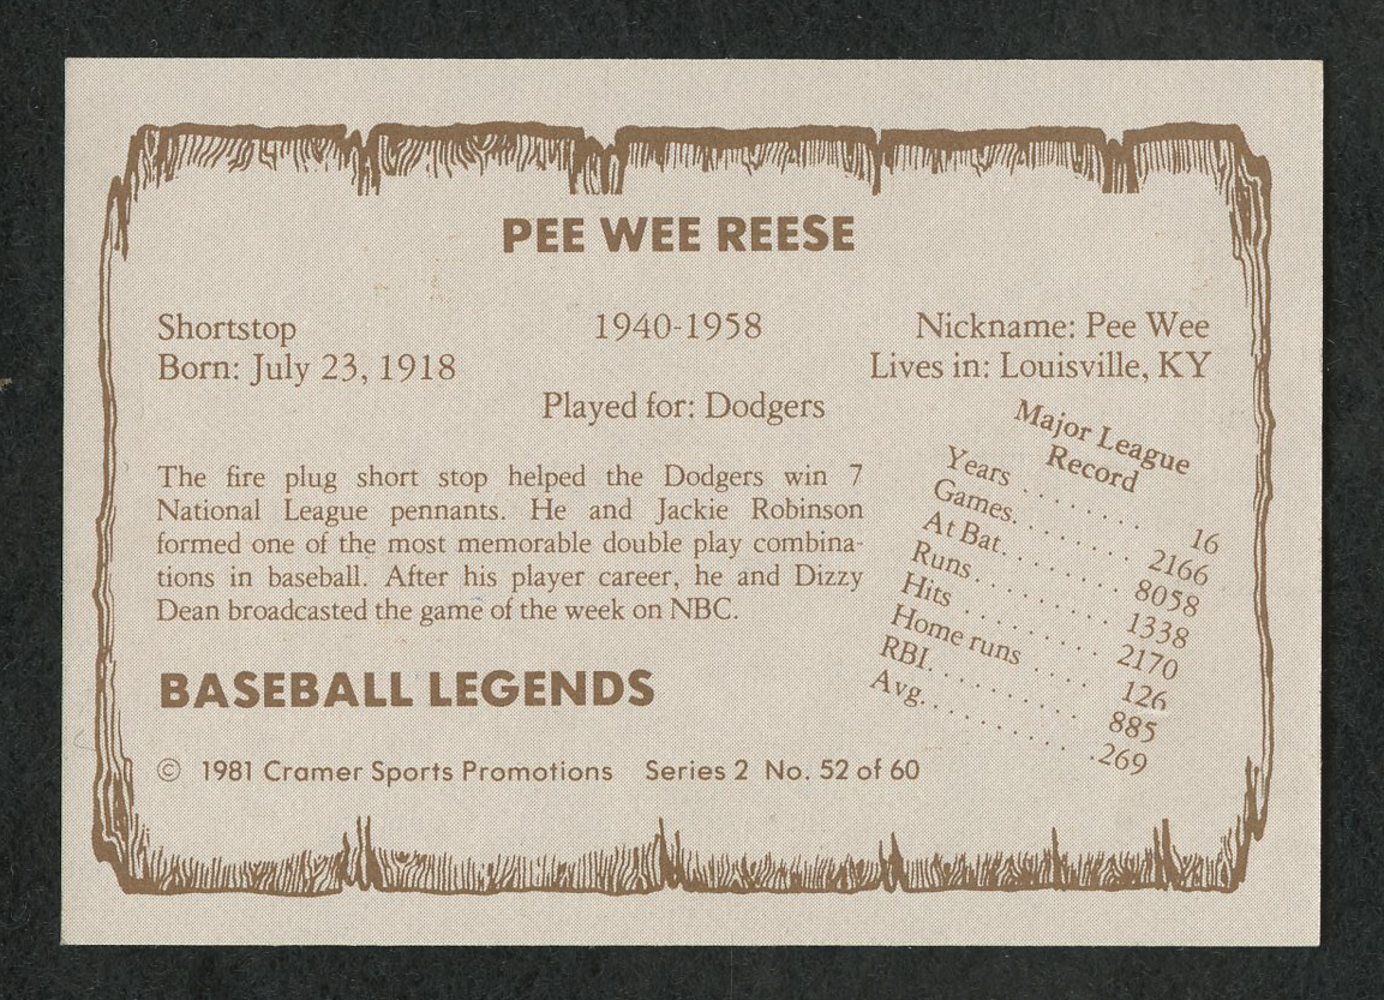 PEE WEE REESE
Shortstop 1940-1958 Nickname: Pee Wee
Born: July 23, 1918 Lives in: Louisville, KY
Played for: Dodgers
The fire plug short stop helped the Dodgers win 7
National League pennants. He and Jackie Robinson
formed one of the most memorable double play combina-
tions in baseball. After his player career, he and Dizzy
Dean broadcasted the game of the week on NBC.
Major League
Record
Years . . . . . . . . 16
Games. . . . . . . . 2166
At Bat. . . . . . . . 8058
Runs. . . . . . . . . 1338
Hits . . . . . . . . . 2170
Home runs . . . . 126
RBI. . . . . . . . . . 885
Avg. . . . . . . . . . .269
BASEBALL LEGENDS
© 1981 Cramer Sports Promotions Series 2 No. 52 of 60